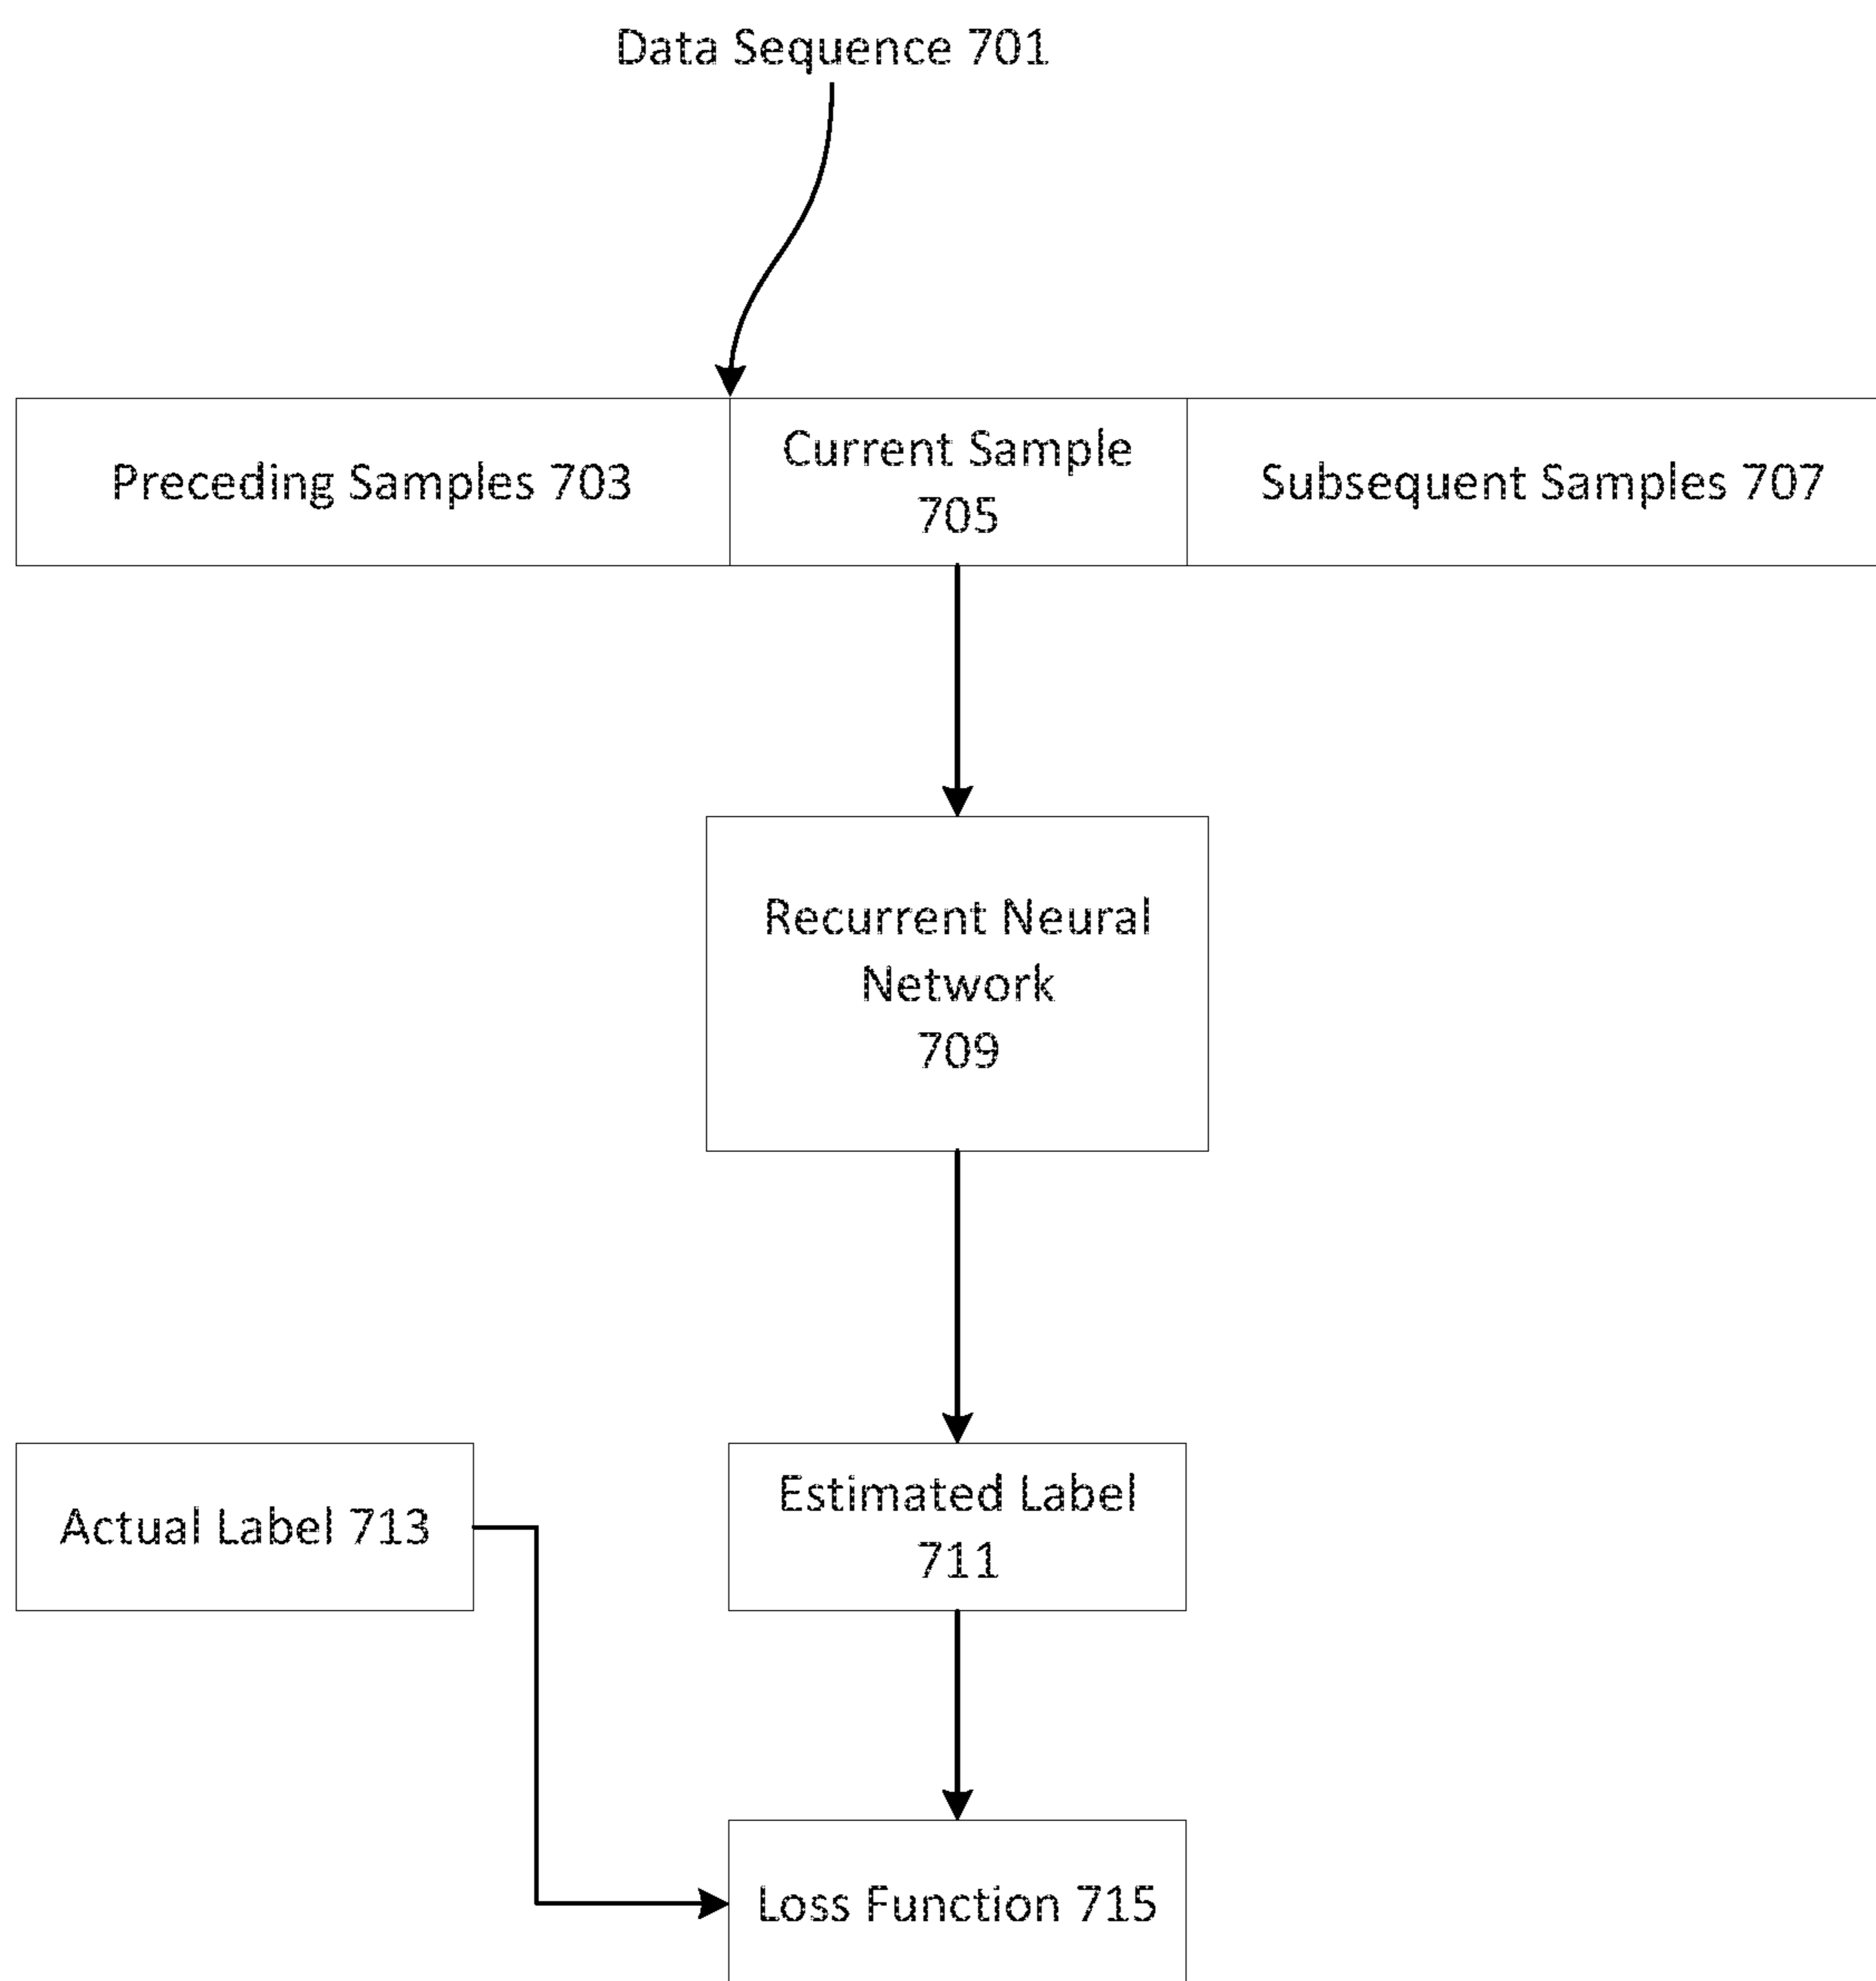 Data Sequence 701
Preceding Samples 703
Current Sample
705
Subsequent Samples 707
Recurrent Neural
Network
709
Actual Label 713
Estimated Label
711
Loss Function 715